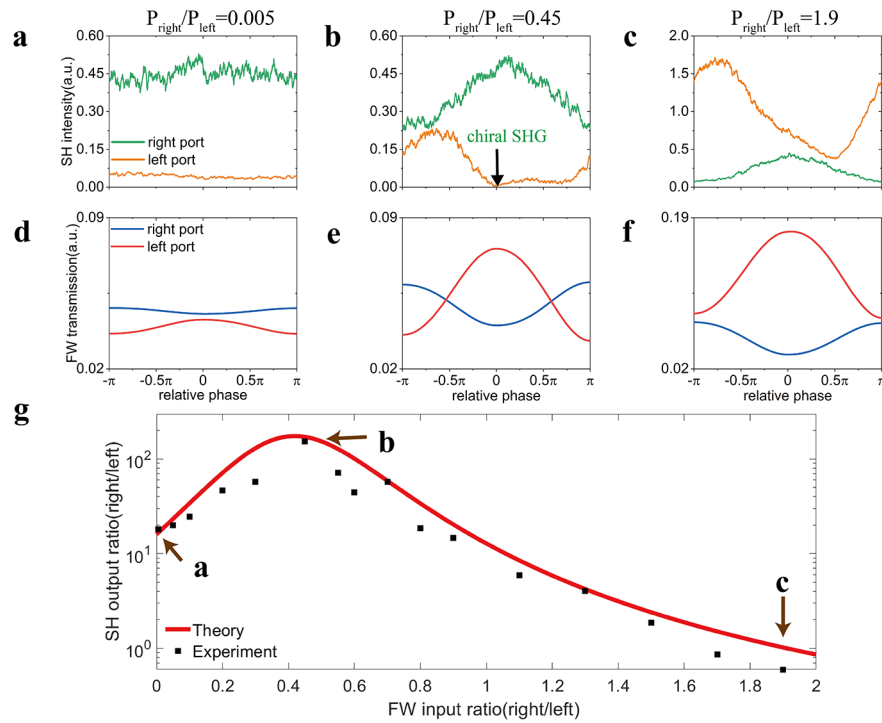 a
P_right/P_left=0.005
b
P_right/P_left=0.45
c
P_right/P_left=1.9
SH intensity(a.u.)
0.60
0.45
0.30
0.15
0.00
right port
left port
0.60
0.45
0.30
0.15
0.00
chiral SHG
2.0
1.5
1.0
0.5
0.0
d
FW transmission(a.u.)
0.09
0.02
right port
left port
-π -0.5π 0 0.5π π
relative phase
e
0.09
0.02
-π -0.5π 0 0.5π π
relative phase
f
0.19
0.02
-π -0.5π 0 0.5π π
relative phase
g
SH output ratio(right/left)
10²
10¹
10⁰
a
b
c
Theory
Experiment
0 0.2 0.4 0.6 0.8 1 1.2 1.4 1.6 1.8 2
FW input ratio(right/left)